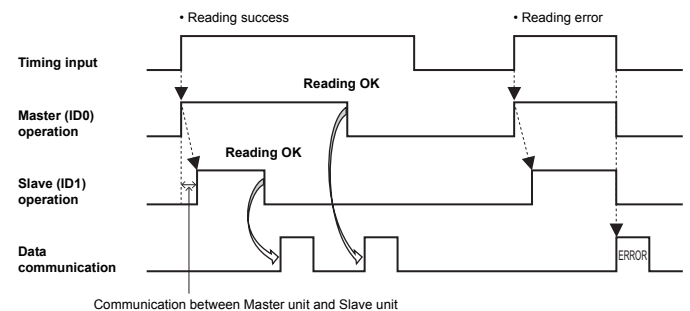 • Reading success
• Reading error
Timing input
Reading OK
Master (ID0)
operation
Reading OK
Slave (ID1)
operation
Data
communication
ERROR
Communication between Master unit and Slave unit